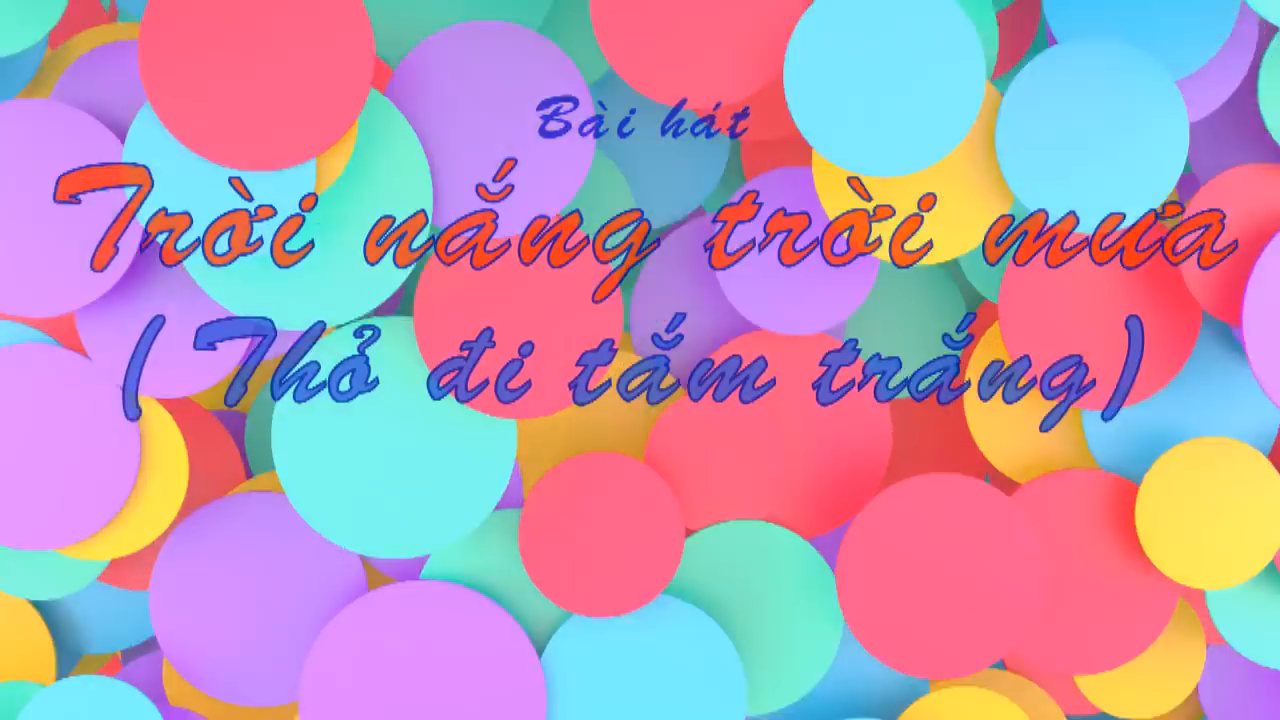 Bài hát
Trời nắng trời mưa
( Thỏ đi tắm trắng)